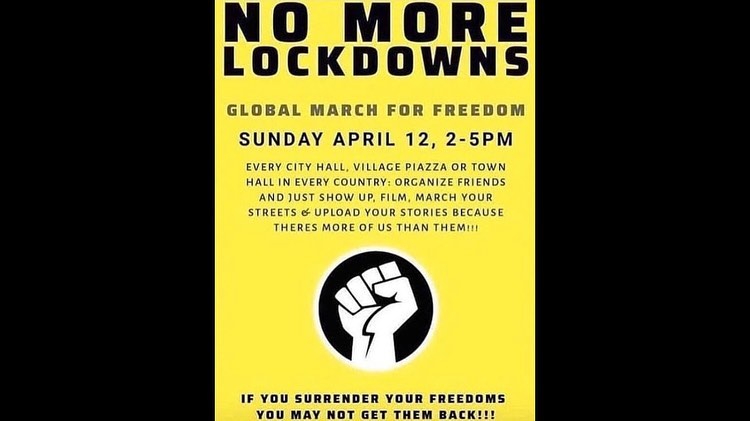 NO MORE
LOCKDOWNS
GLOBAL MARCH FOR FREEDOM
SUNDAY APRIL 12, 2-5PM
EVERY CITY HALL, VILLAGE PIAZZA OR TOWN
HALL IN EVERY COUNTRY: ORGANIZE FRIENDS
AND JUST SHOW UP, FILM, MARCH YOUR
STREETS & UPLOAD YOUR STORIES BECAUSE
THERES MORE OF US THAN THEM!!!
IF YOU SURRENDER YOUR FREEDOMS
YOU MAY NOT GET THEM BACK!!!